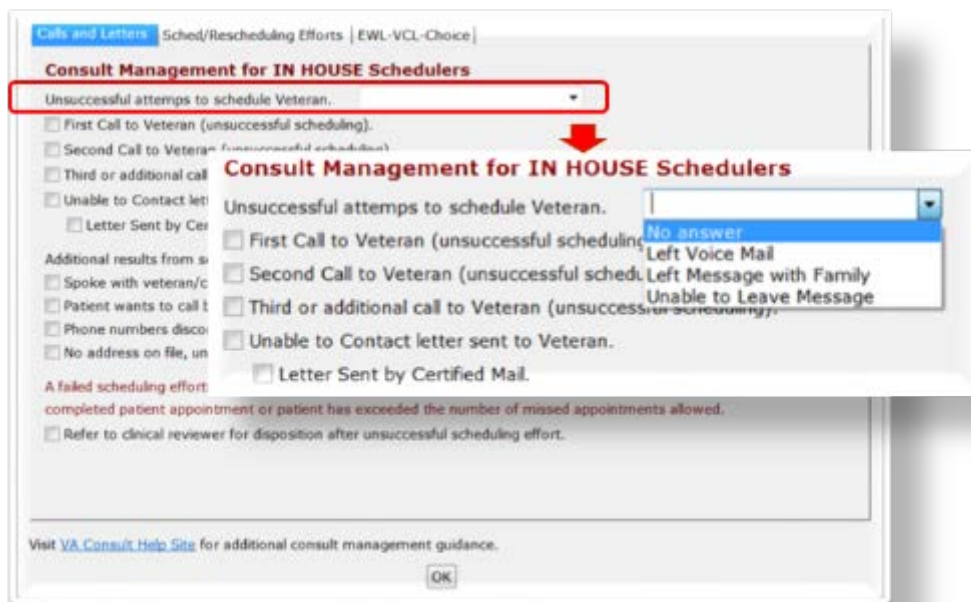 Calls and Letters Sched/Rescheduling Efforts EWL-VCL-Choice
Consult Management for IN HOUSE Schedulers
Unsuccessful attemps to schedule Veteran.
First Call to Veteran (unsuccessful scheduling).
Second Call to Veteran (unsuccessful scheduling)
Third or additional call
Unable to Contact
Letter Sent by
Additional results from
Spoke with
Patient wants to call
Phone numbers
No address on file,
A failed scheduling effort
completed patient appointment or patient has exceeded the number of missed appointments allowed.
Refer to clinical reviewer for disposition after unsuccessful scheduling effort.
Visit VA Consult Help Site for additional consult management guidance.
OK
Consult Management for IN HOUSE Schedulers
Unsuccessful attemps to schedule Veteran.
No answer
First Call to Veteran (unsuccessful scheduling
Left Voice Mail
Second Call to Veteran (unsuccessful
Left Message with Family
Unable to Leave Message
Third or additional call to Veteran (unsuccessful scheduling).
Unable to Contact letter sent to Veteran.
Letter Sent by Certified Mail.